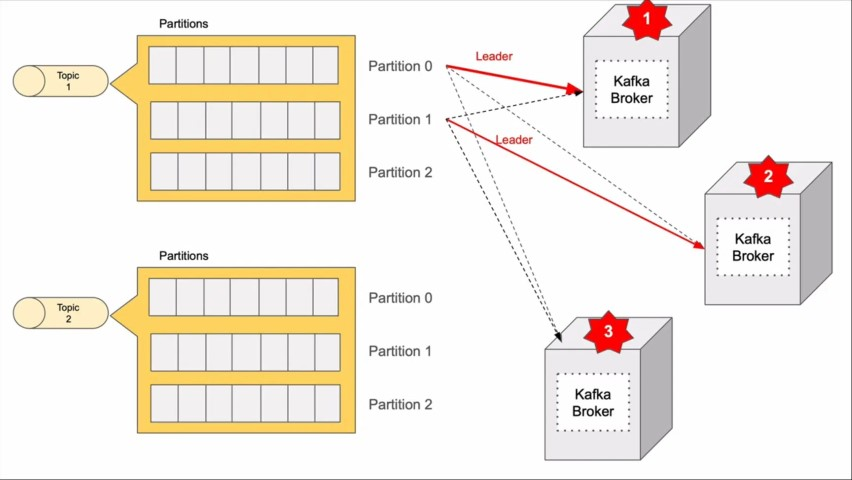 Partitions
Topic
1
Partition 0
Partition 1
Partition 2
Leader
Leader
1
Kafka
Broker
2
Kafka
Broker
Partitions
Topic
2
Partition 0
Partition 1
Partition 2
3
Kafka
Broker